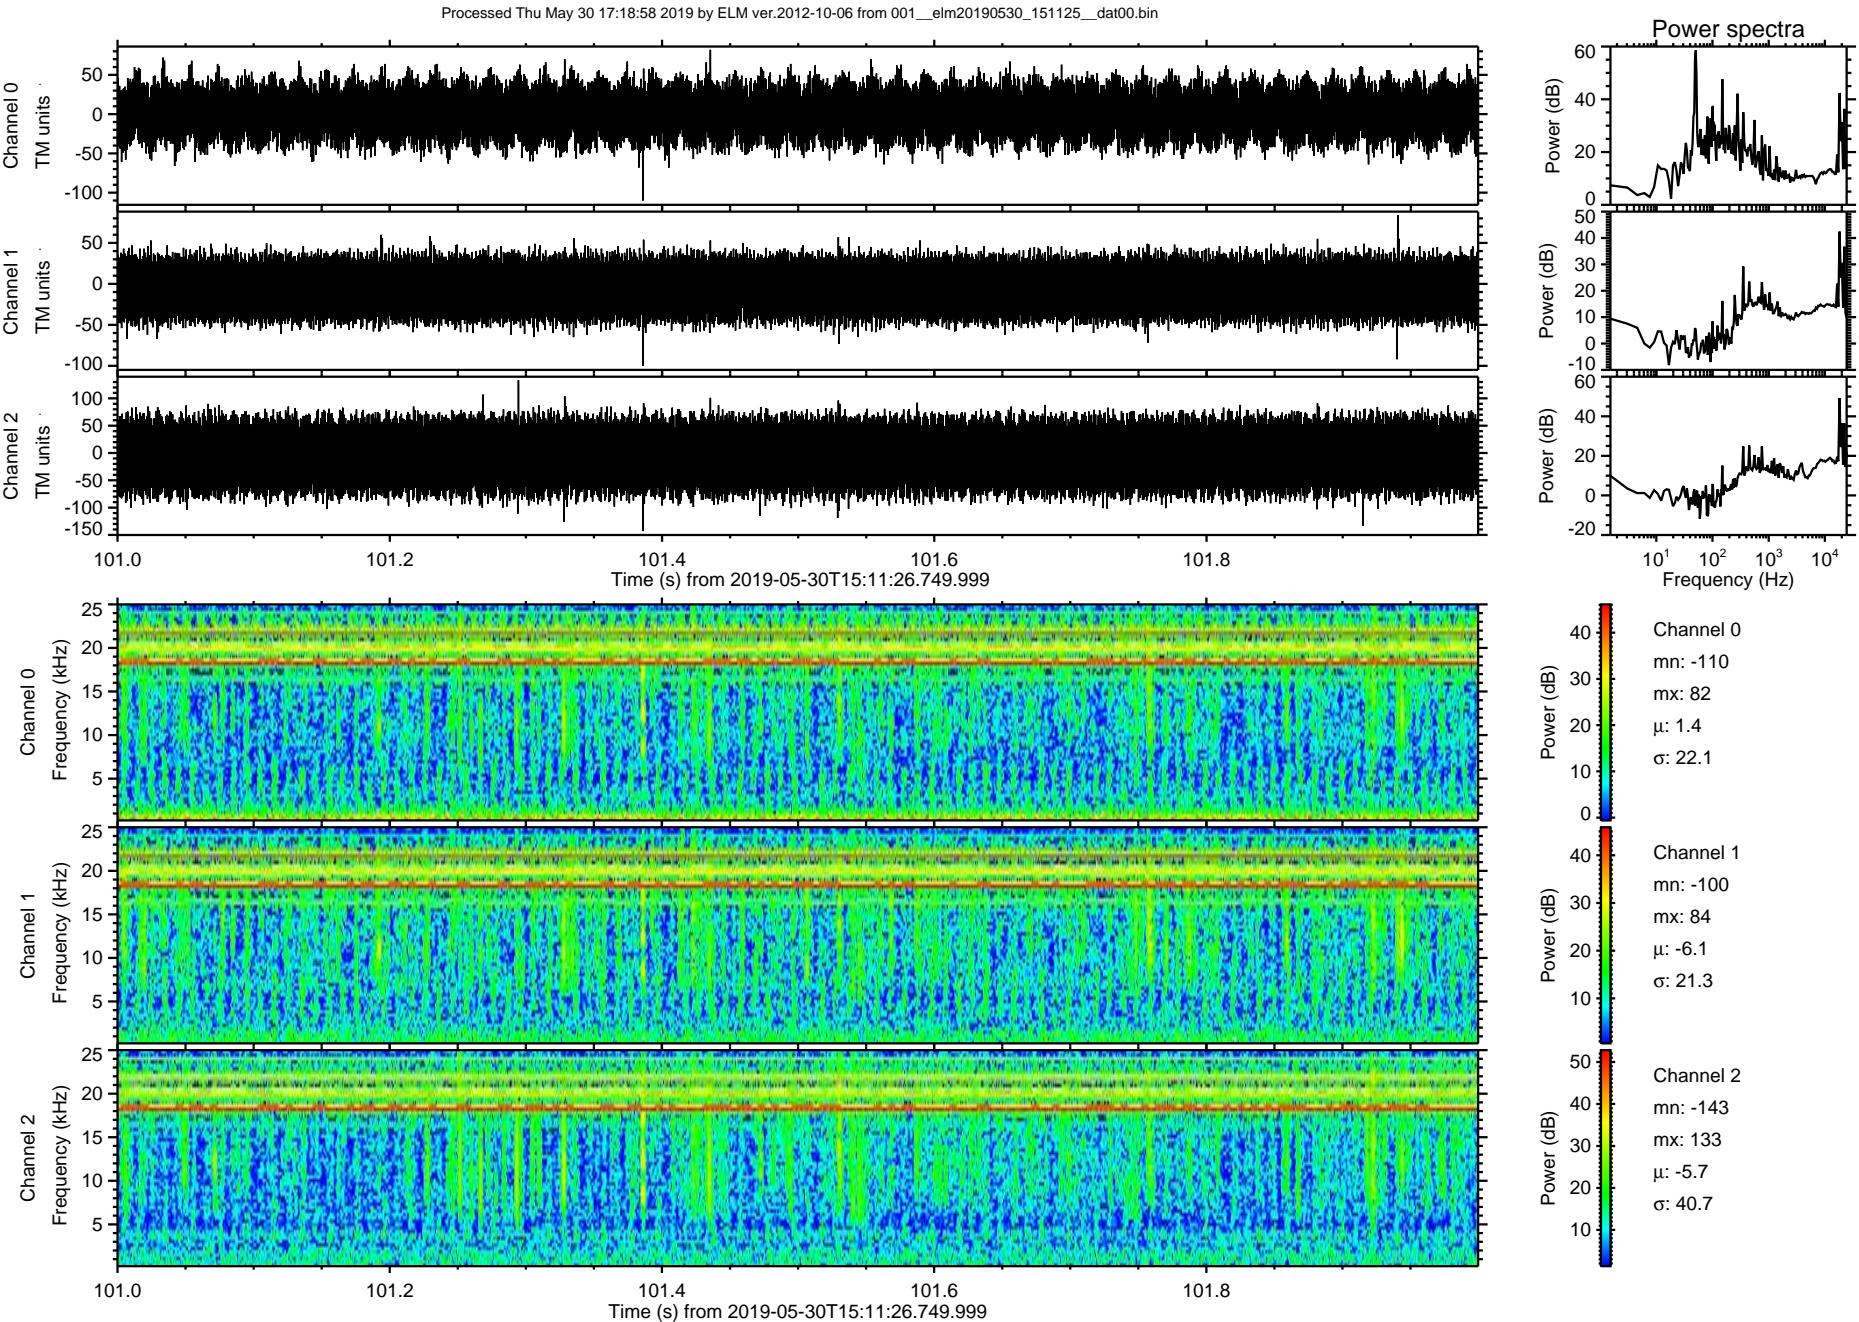 Processed Thu May 30 17:18:58 2019 by ELM ver.2012-10-06 from 001__elm20190530_151125__dat00.bin
Power spectra
Channel 0
TM units
50
0
-50
-100
Power (dB)
60
40
20
0
Channel 1
TM units
50
0
-50
-100
Power (dB)
50
40
30
20
10
0
-10
Channel 2
TM units
100
50
0
-50
-100
-150
Power (dB)
60
40
20
0
-20
101.0 101.2 101.4 101.6 101.8
Time (s) from 2019-05-30T15:11:26.749.999
10¹ 10² 10³ 10⁴
Frequency (Hz)
Channel 0
Frequency (kHz)
25
20
15
10
5
Power (dB)
40
30
20
10
0
Channel 0
mn: -110
mx: 82
μ: 1.4
σ: 22.1
Channel 1
Frequency (kHz)
25
20
15
10
5
Power (dB)
40
30
20
10
Channel 1
mn: -100
mx: 84
μ: -6.1
σ: 21.3
Channel 2
Frequency (kHz)
25
20
15
10
5
Power (dB)
50
40
30
20
10
Channel 2
mn: -143
mx: 133
μ: -5.7
σ: 40.7
101.0 101.2 101.4 101.6 101.8
Time (s) from 2019-05-30T15:11:26.749.999